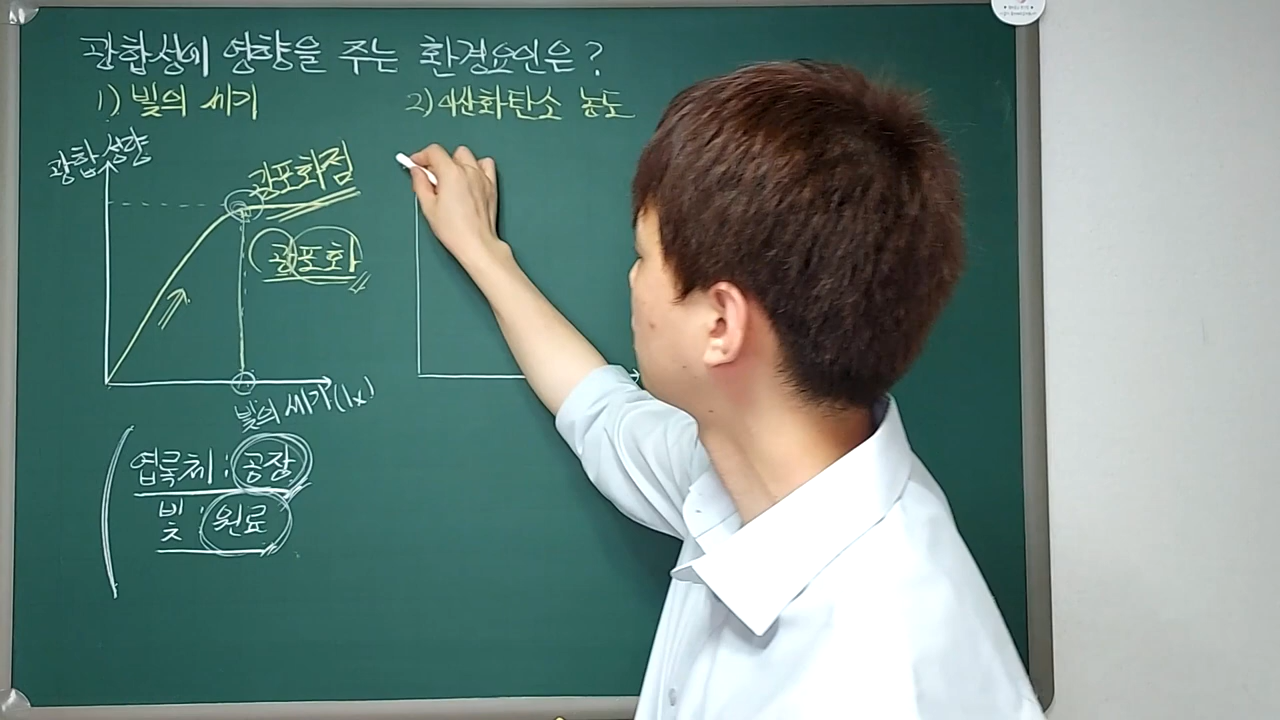 광합성에 영향을 주는 환경요인은?
1) 빛의 세기
2) 이산화탄소 농도
광합성량
광포화점
광포화
빛의 세기(lx)
엽록체 : 공장
빛 : 원료